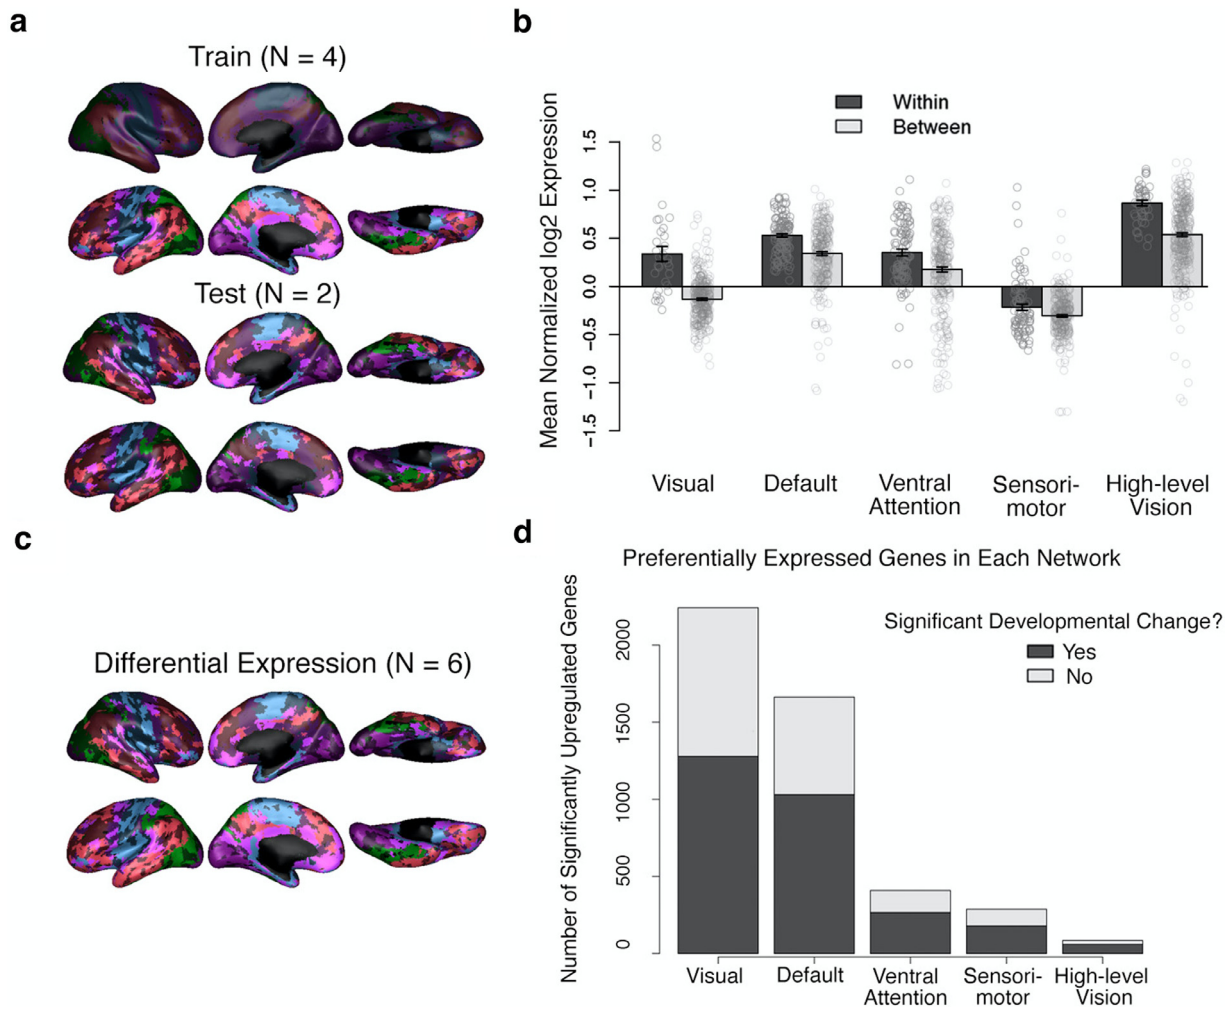 a
Train (N = 4)
Test (N = 2)
b
Within
Between
Mean Normalized log2 Expression
1.5
1.0
0.5
0.0
−0.5
−1.0
−1.5
Visual
Default
Ventral
Attention
Sensori-
motor
High-level
Vision
c
Differential Expression (N = 6)
d
Preferentially Expressed Genes in Each Network
Significant Developmental Change?
Yes
No
Number of Significantly Upregulated Genes
2000
1500
1000
500
0
Visual
Default
Ventral
Attention
Sensori-
motor
High-level
Vision